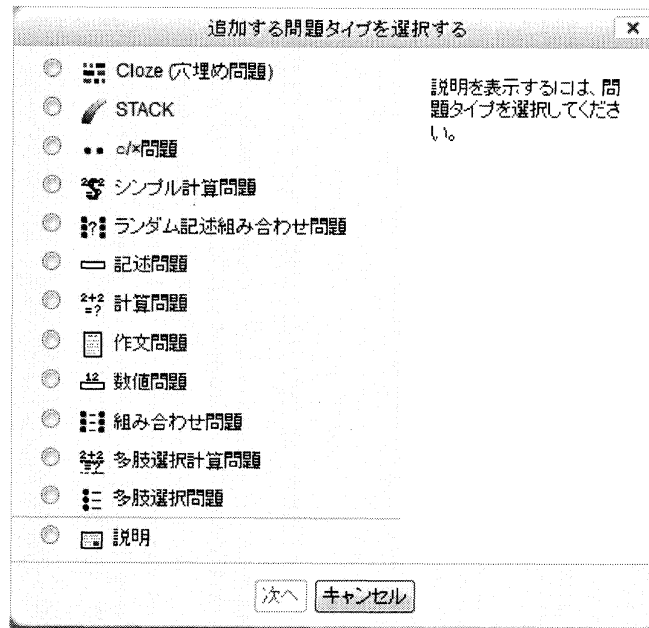 追加する問題タイプを選択する
×
Cloze (穴埋め問題)
STACK
○/×問題
シンプル計算問題
ランダム記述組み合わせ問題
記述問題
2+2
=?
計算問題
作文問題
12
数値問題
組み合わせ問題
2+2
=?
多肢選択計算問題
多肢選択問題
説明
説明を表示するには、問
題タイプを選択してくださ
い。
次へ
キャンセル